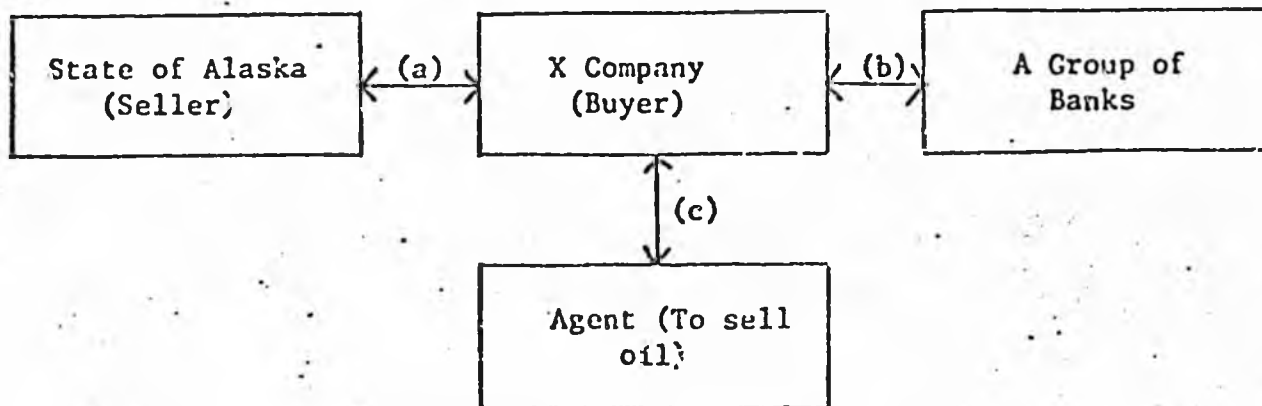 State of Alaska
(Seller)
(a)
X Company
(Buyer)
(b)
A Group of
Banks
(c)
Agent (To sell
oil)